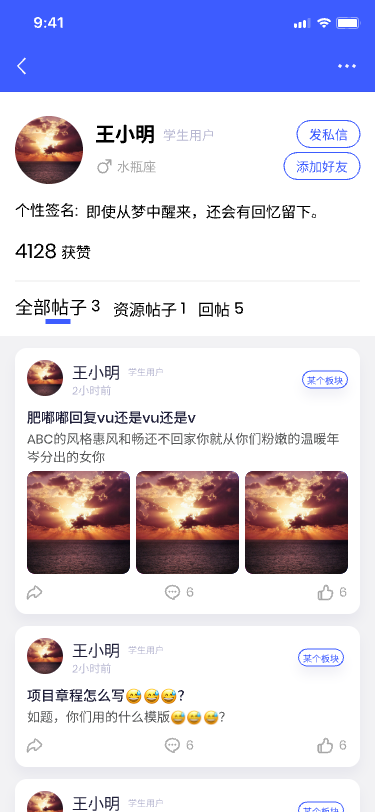 9:41
王小明 学生用户
发私信
水瓶座
添加好友
个性签名: 即使从梦中醒来，还会有回忆留下。
4128 获赞
全部帖子 3 资源帖子 1 回帖 5
王小明 学生用户
2小时前
某个板块
肥嘟嘟回复vu还是vu还是v
ABC的风格惠风和畅还不回家你就从你们粉嫩的温暖年
岑分出的女你
6 6
王小明 学生用户
2小时前
某个板块
项目章程怎么写😅😅😅?
如题，你们用的什么模版😅😅😅?
6 6
王小明 学生用户
某个板块